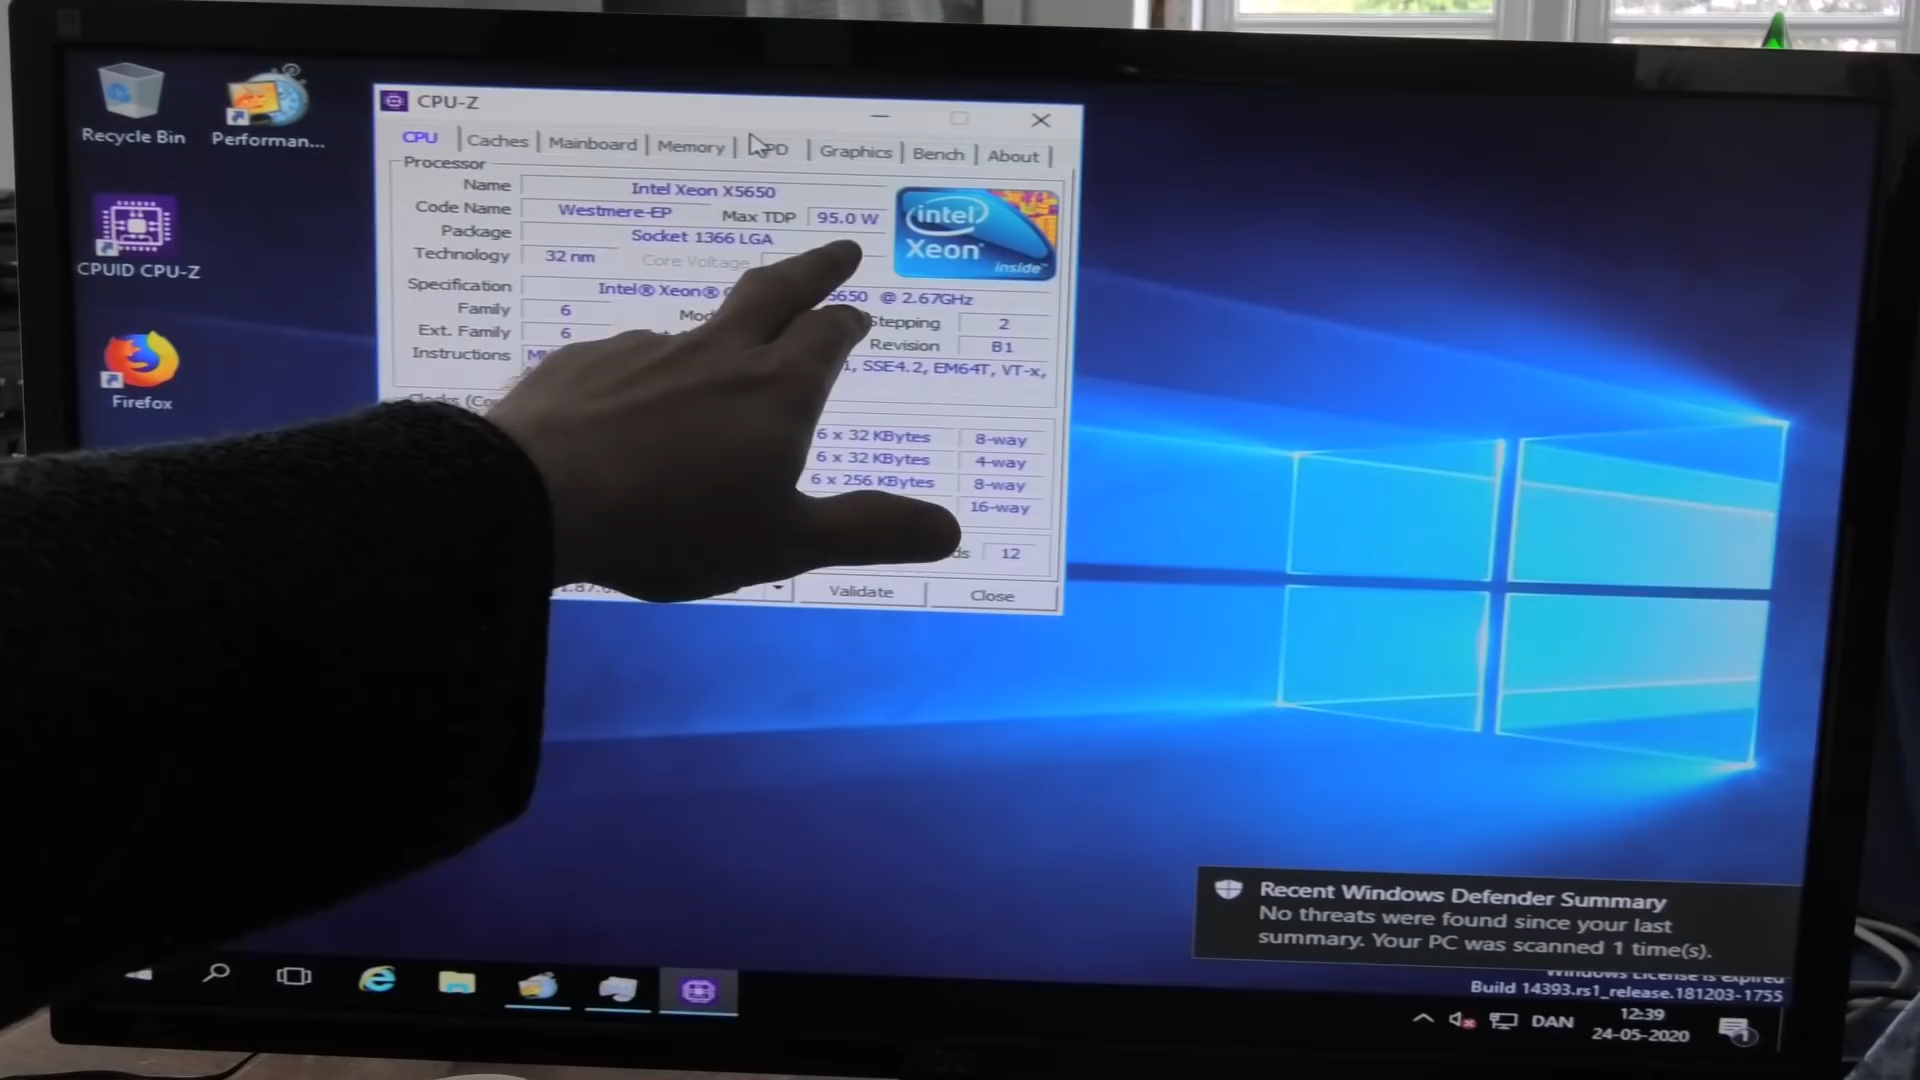 Recycle Bin
Performan...
CPUID CPU-Z
Firefox
CPU-Z
CPU
Caches
Mainboard
Memory
Graphics
Bench
About
Processor
Name
Intel Xeon X5650
Code Name
Westmere-EP
Max TDP
95.0 W
Package
Socket 1366 LGA
Technology
32 nm
Core Voltage
intel
Xeon
inside
Specification
Intel® Xeon®
@ 2.67GHz
Family
6
Stepping
2
Ext. Family
6
Revision
B1
Instructions
SSE4.2, EM64T, VT-x,
6 x 32 KBytes
8-way
6 x 32 KBytes
4-way
6 x 256 KBytes
8-way
16-way
12
Validate
Close
Recent Windows Defender Summary
No threats were found since your last
summary. Your PC was scanned 1 time(s).
Windows License is expired
Build 14393.rs1_release.181203-1755
DAN
12:39
24-05-2020
1